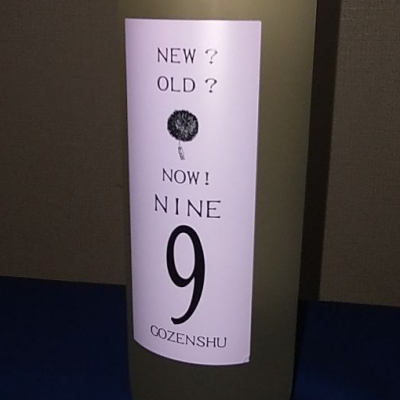 NEW ?
OLD ?
NOW !
NINE
9
GOZENSHU